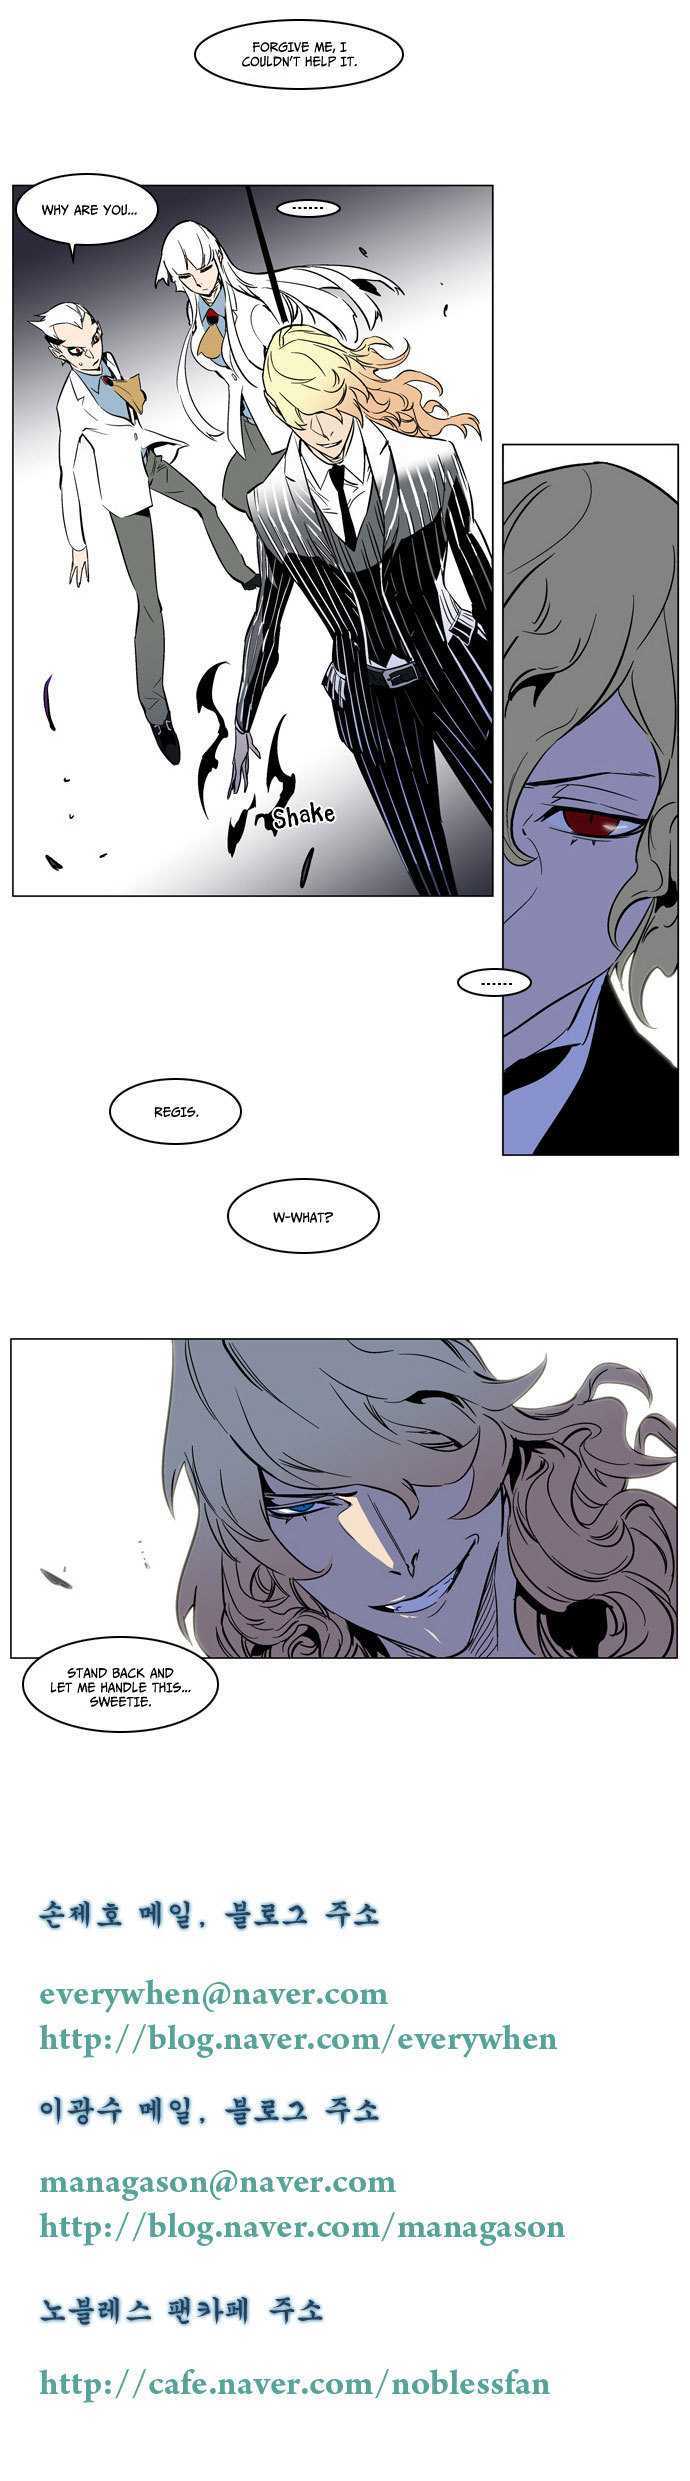 FORGIVE ME, I
COULDN'T HELP IT.
WHY ARE YOU...
......
Shake
......
REGIS.
W-WHAT?
STAND BACK AND
LET ME HANDLE THIS...
SWEETIE.
손제호 메일, 블로그 주소
everywhen@naver.com
http://blog.naver.com/everywhen
이광수 메일, 블로그 주소
managason@naver.com
http://blog.naver.com/managason
노블레스 팬카페 주소
http://cafe.naver.com/noblessfan